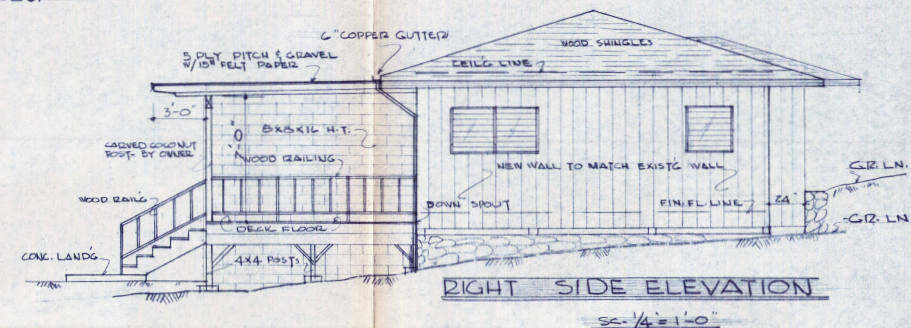 6" COPPER GUTTER
5 PLY PITCH & GRAVEL
W/15# FELT PAPER
WOOD SHINGLES
CEIL'G LINE
3'-0"
8X8X16 H.T.
CARVED COCONUT
POST- BY OWNER
WOOD RAILING
NEW WALL TO MATCH EXIST'G WALL
GR. LN.
WOOD RAIL'G
DOWN SPOUT
FIN. FL. LINE
24"
GR. LN
DECK FLOOR
CONC. LAND'G
4X4 POSTS
RIGHT SIDE ELEVATION
SC- 1/4" = 1'-0"